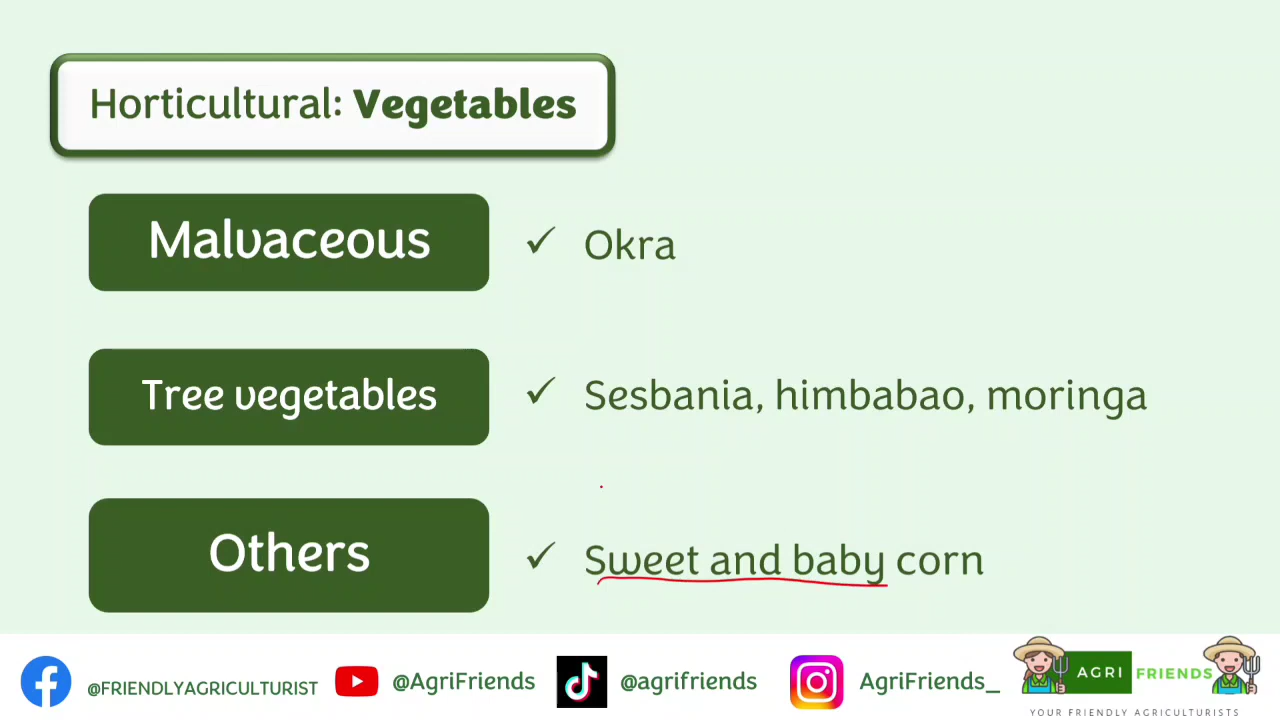 Horticultural: Vegetables
Malvaceous
✓ Okra
Tree vegetables
✓ Sesbania, himbabao, moringa
Others
✓ Sweet and baby corn
@FRIENDLYAGRICULTURIST
@AgriFriends
@agrifriends
AgriFriends_
AGRI FRIENDS
YOUR FRIENDLY AGRICULTURISTS